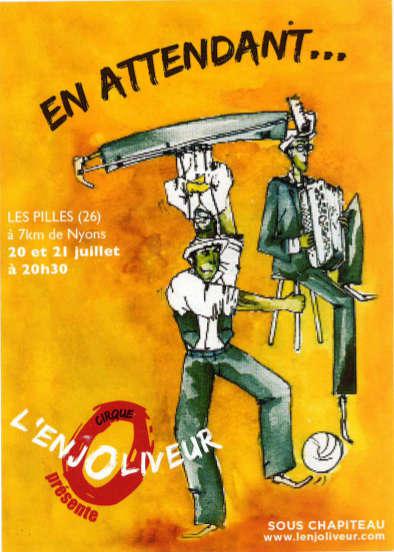 EN ATTENDANT...
LES PILLES (26)
à 7km de Nyons
20 et 21 juillet
à 20h30
CIRQUE
L'ENJOLIVEUR
présente
SOUS CHAPITEAU
www.lenjoliveur.com